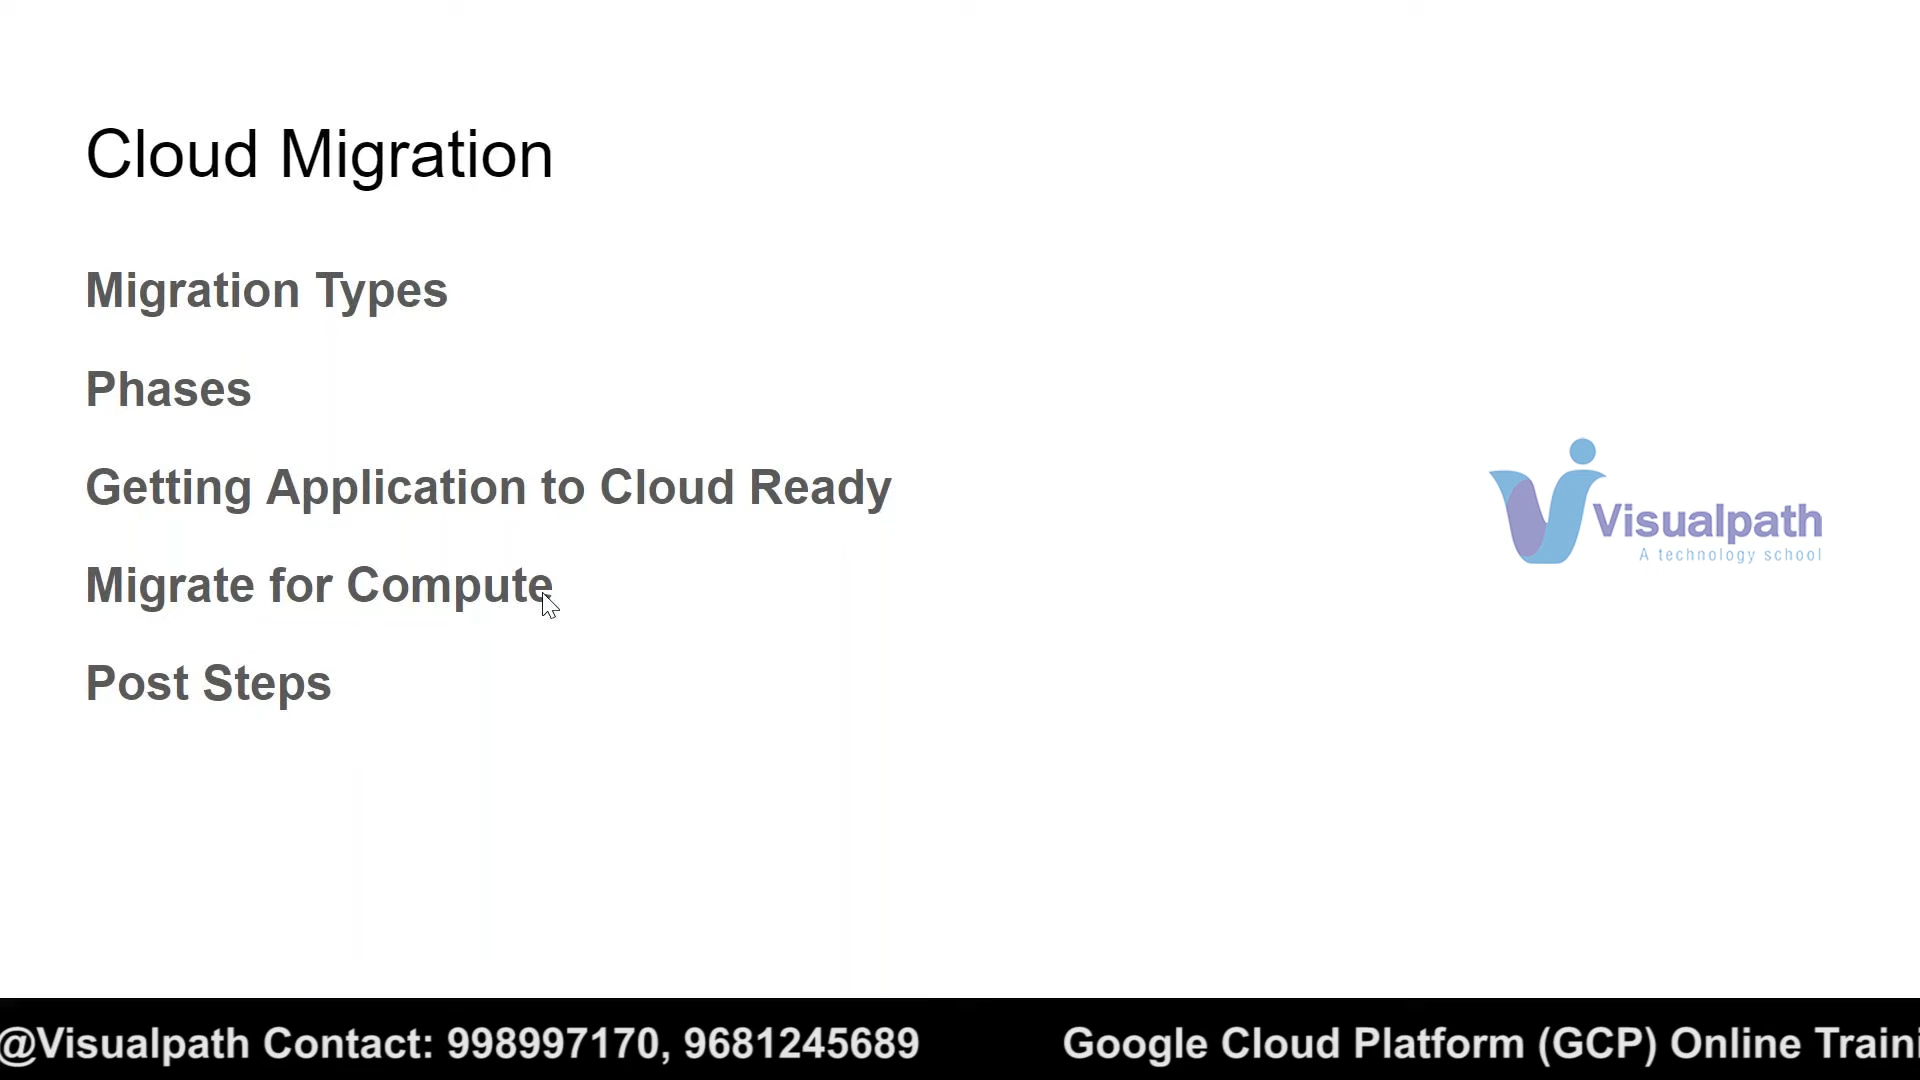 Cloud Migration
Migration Types
Phases
Getting Application to Cloud Ready
Migrate for Compute
Post Steps
Visualpath
A technology school
@Visualpath Contact: 998997170, 9681245689 Google Cloud Platform (GCP) Online Traini